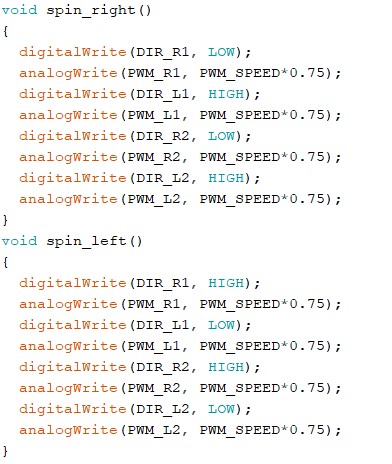 void spin_right()
{
  digitalWrite(DIR_R1, LOW);
  analogWrite(PWM_R1, PWM_SPEED*0.75);
  digitalWrite(DIR_L1, HIGH);
  analogWrite(PWM_L1, PWM_SPEED*0.75);
  digitalWrite(DIR_R2, LOW);
  analogWrite(PWM_R2, PWM_SPEED*0.75);
  digitalWrite(DIR_L2, HIGH);
  analogWrite(PWM_L2, PWM_SPEED*0.75);
}
void spin_left()
{
  digitalWrite(DIR_R1, HIGH);
  analogWrite(PWM_R1, PWM_SPEED*0.75);
  digitalWrite(DIR_L1, LOW);
  analogWrite(PWM_L1, PWM_SPEED*0.75);
  digitalWrite(DIR_R2, HIGH);
  analogWrite(PWM_R2, PWM_SPEED*0.75);
  digitalWrite(DIR_L2, LOW);
  analogWrite(PWM_L2, PWM_SPEED*0.75);
}